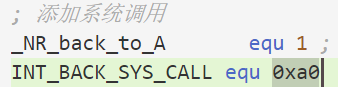 ; 添加系统调用
_NR_back_to_A equ 1 ;
INT_BACK_SYS_CALL equ 0xa0